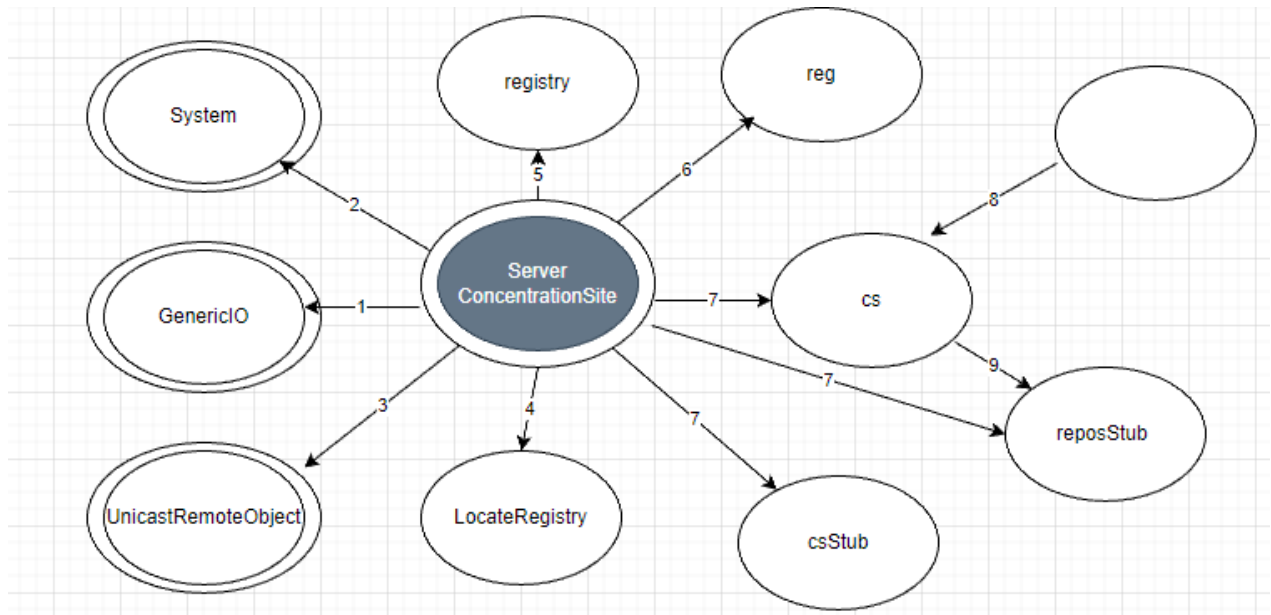 registry
reg
System
5
6
2
8
Server
ConcentrationSite
7
cs
GenericIO
1
9
7
3
4
7
reposStub
UnicastRemoteObject
LocateRegistry
csStub